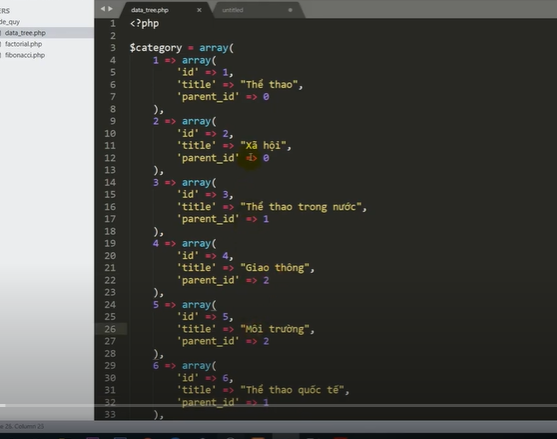 ERS
de_quy
data_tree.php
factorial.php
fibonacci.php
data_tree.php × untitled
1 <?php
2
3 $category = array(
4 1 => array(
5 'id' => 1,
6 'title' => "Thể thao",
7 'parent_id' => 0
8 ),
9 2 => array(
10 'id' => 2,
11 'title' => "Xã hội",
12 'parent_id' => 0
13 ),
14 3 => array(
15 'id' => 3,
16 'title' => "Thể thao trong nước",
17 'parent_id' => 1
18 ),
19 4 => array(
20 'id' => 4,
21 'title' => "Giao thông",
22 'parent_id' => 2
23 ),
24 5 => array(
25 'id' => 5,
26 'title' => "Môi trường",
27 'parent_id' => 2
28 ),
29 6 => array(
30 'id' => 6,
31 'title' => "Thể thao quốc tế",
32 'parent_id' => 1
33 ),